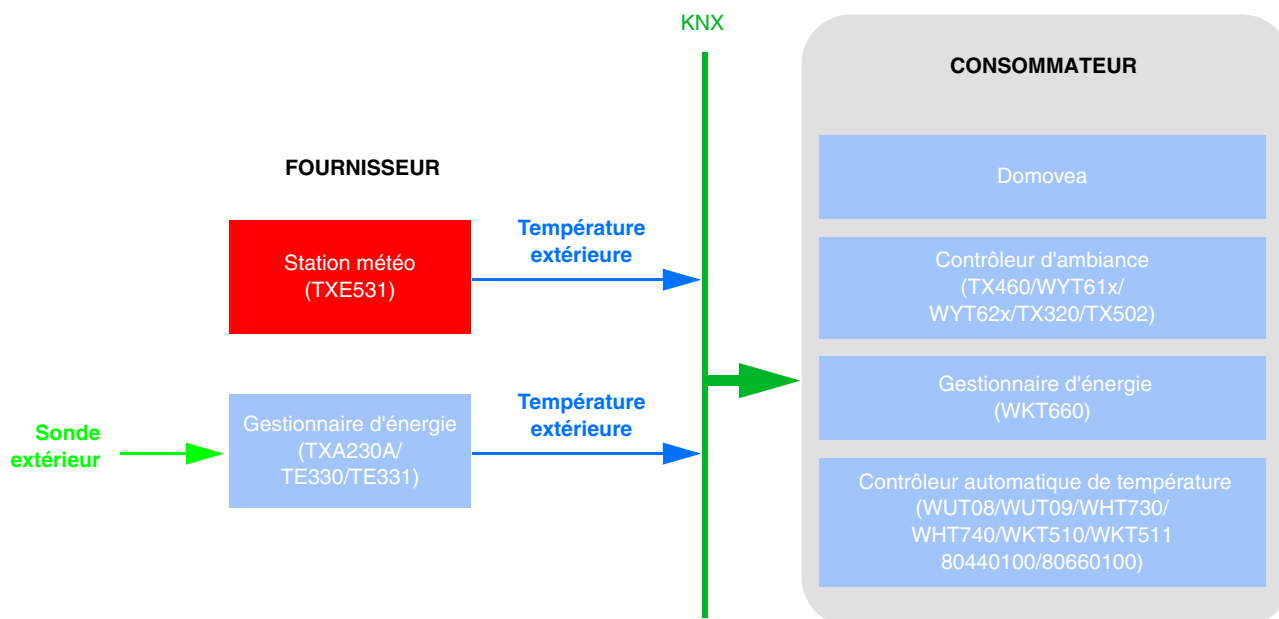 KNX
FOURNISSEUR
Station météo
(TXE531)
Température
extérieure
Sonde
extérieur
Gestionnaire d'énergie
(TXA230A/
TE330/TE331)
Température
extérieure
CONSOMMATEUR
Domovea
Contrôleur d'ambiance
(TX460/WYT61x/
WYT62x/TX320/TX502)
Gestionnaire d'énergie
(WKT660)
Contrôleur automatique de température
(WUT08/WUT09/WHT730/
WHT740/WKT510/WKT511
80440100/80660100)